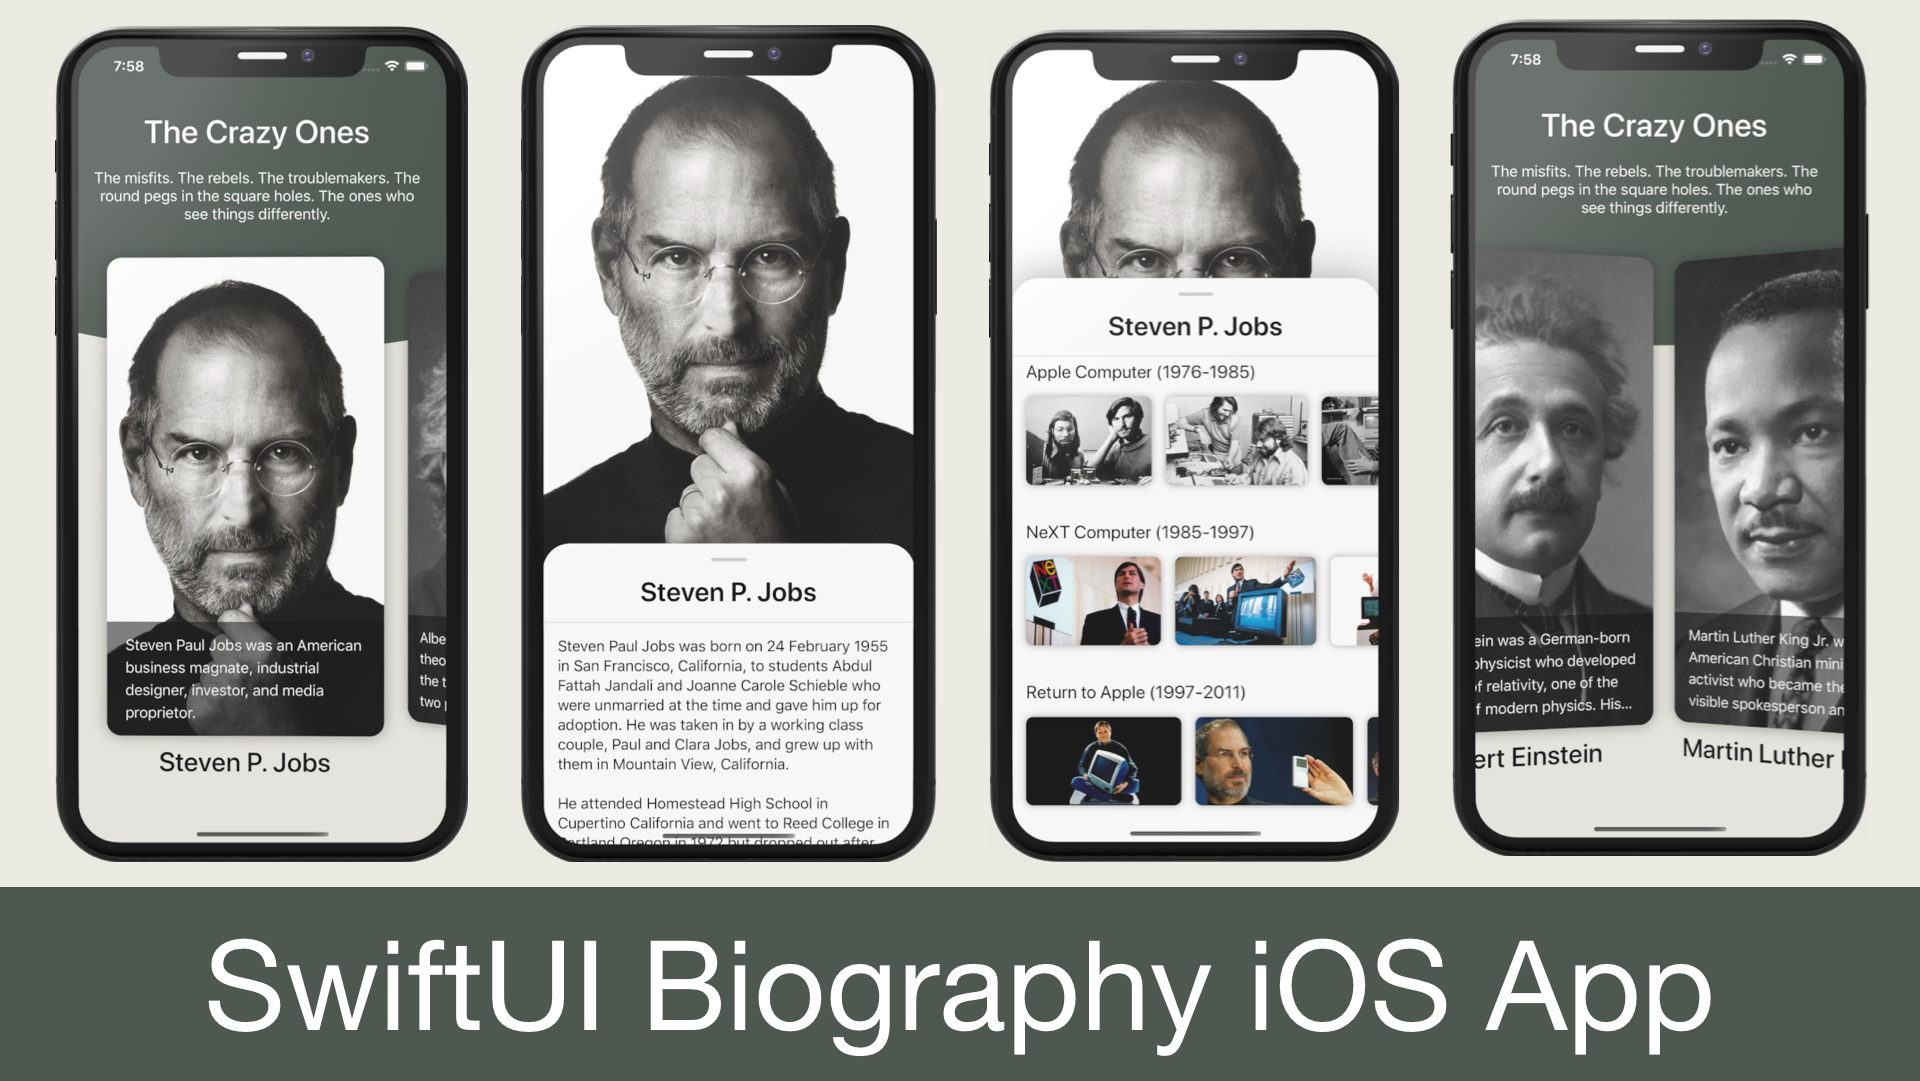 7:58
The Crazy Ones
The misfits. The rebels. The troublemakers. The
round pegs in the square holes. The ones who
see things differently.
Steven Paul Jobs was an American
business magnate, industrial
designer, investor, and media
proprietor.
Albe
theo
the t
two
Steven P. Jobs
Steven P. Jobs
Steven Paul Jobs was born on 24 February 1955
in San Francisco, California, to students Abdul
Fattah Jandali and Joanne Carole Schieble who
were unmarried at the time and gave him up for
adoption. He was taken in by a working class
couple, Paul and Clara Jobs, and grew up with
them in Mountain View, California.
He attended Homestead High School in
Cupertino California and went to Reed College in
Portland Oregon in 1972 but dropped out after
Steven P. Jobs
Apple Computer (1976-1985)
NeXT Computer (1985-1997)
NeXT
Return to Apple (1997-2011)
7:58
The Crazy Ones
The misfits. The rebels. The troublemakers. The
round pegs in the square holes. The ones who
see things differently.
ein was a German-born
physicist who developed
of relativity, one of the
f modern physics. His...
ert Einstein
Martin Luther King Jr. w
American Christian mini
activist who became the
visible spokesperson an
Martin Luther
SwiftUI Biography iOS App